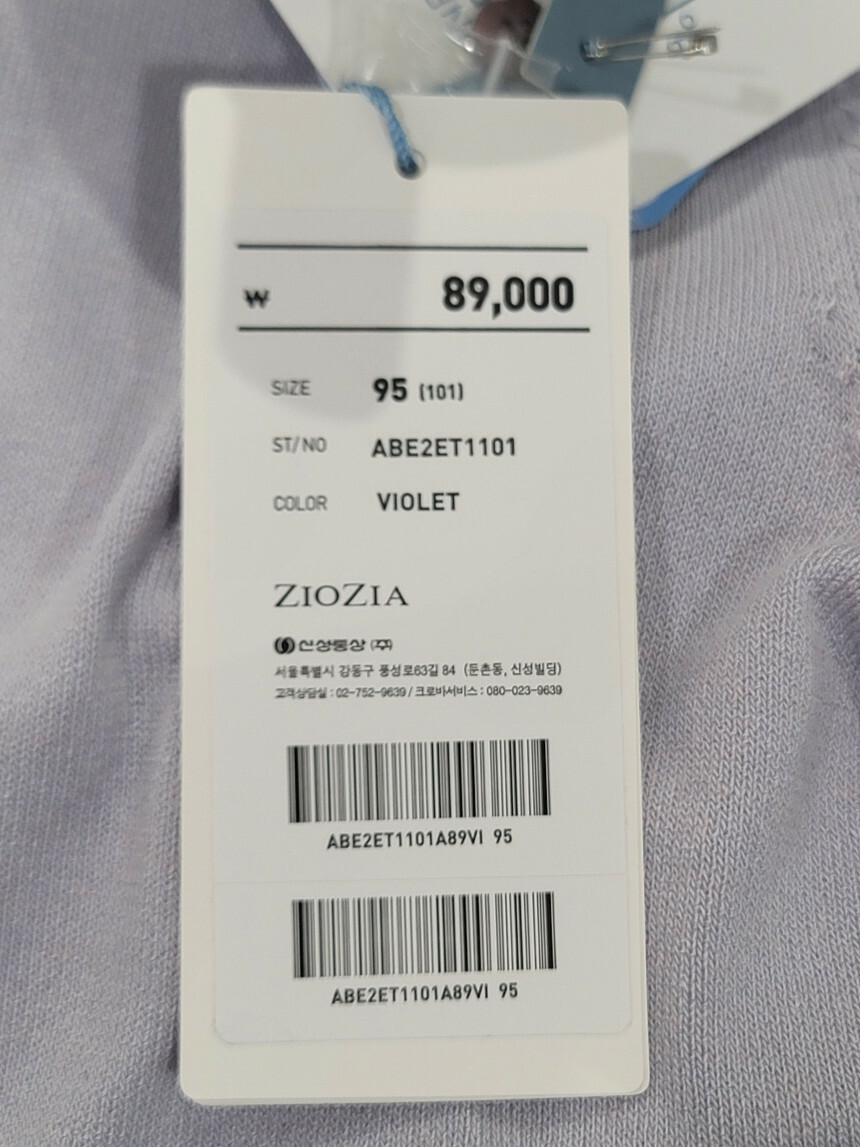 ₩ 89,000
SIZE 95 (101)
ST/NO ABE2ET1101
COLOR VIOLET
ZIOZIA
신성통상 (주)
서울특별시 강동구 풍성로63길 84 (둔촌동, 신성빌딩)
고객상담실 : 02-752-9639 / 크로바서비스 : 080-023-9639
ABE2ET1101A89VI 95
ABE2ET1101A89VI 95